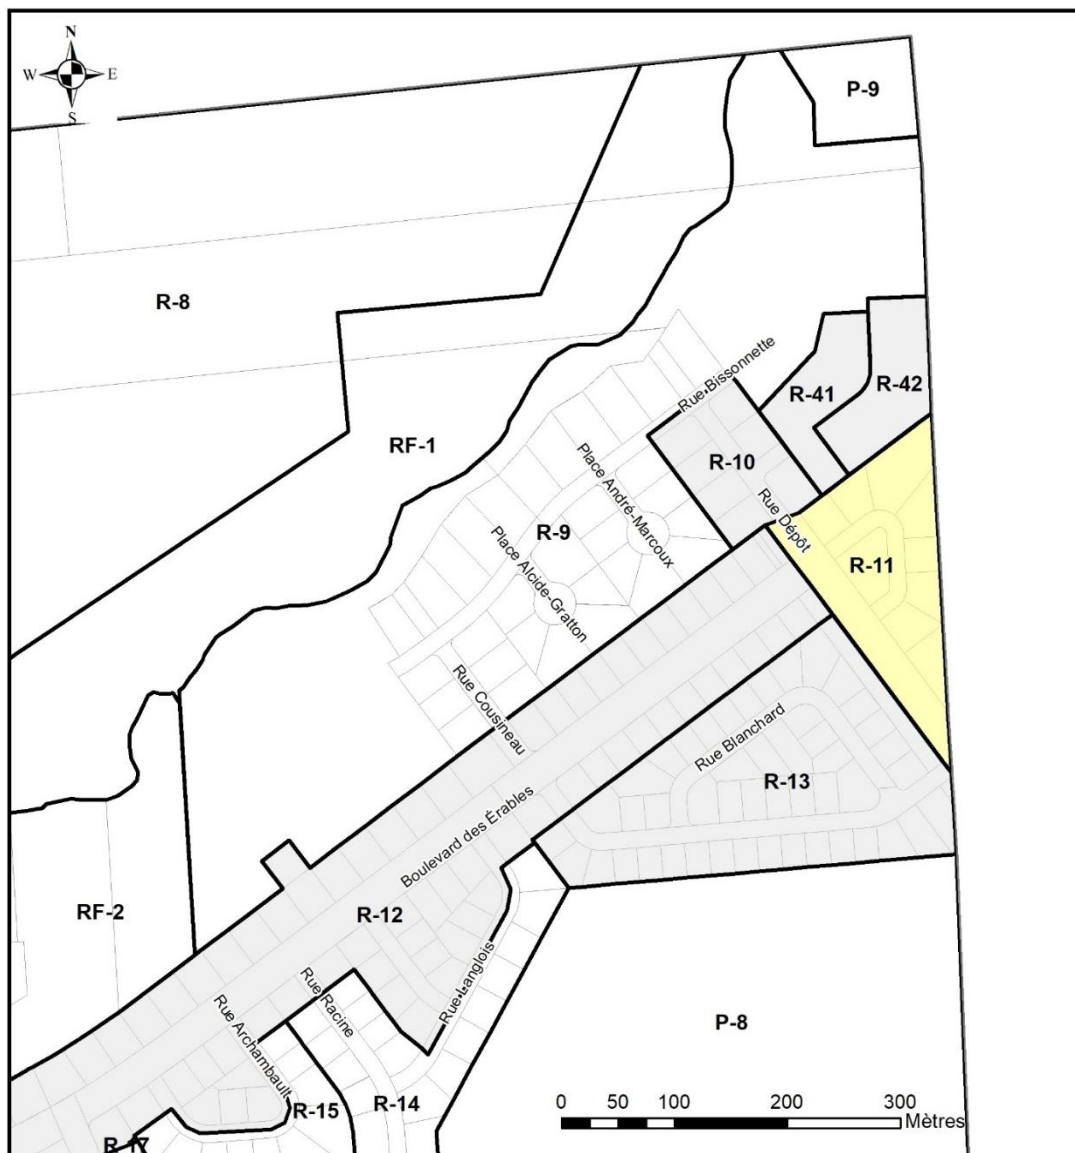 N
W E
S
P-9
R-8
R-41
R-42
Rue Bissonnette
RF-1
R-10
Place André-Marcoux
Rue Dépôt
R-9
Place Alcide-Gratton
R-11
Rue Cousineau
Rue Blanchard
R-13
Boulevard des Érables
R-12
RF-2
Rue Langlois
Rue Racine
Rue Archambault
P-8
R-15
R-14
R-17
0 50 100 200 300
Mètres